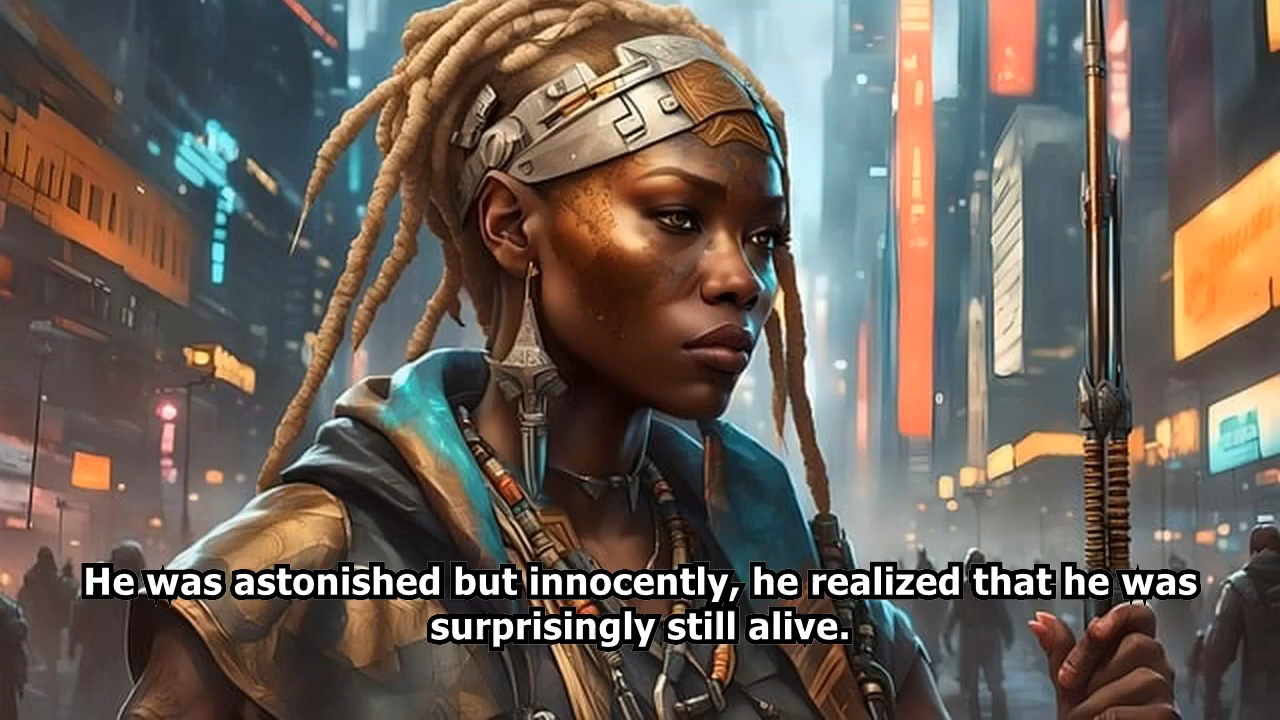 He was astonished but innocently, he realized that he was
surprisingly still alive.